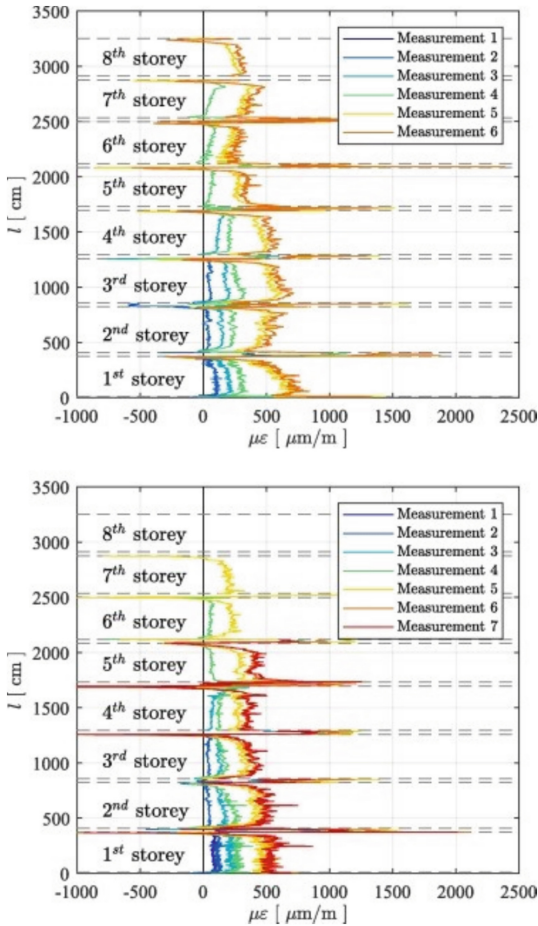 3500
3000
2500
2000
1500
1000
500
0
l [ cm ]
8th storey
7th storey
6th storey
5th storey
4th storey
3rd storey
2nd storey
1st storey
Measurement 1
Measurement 2
Measurement 3
Measurement 4
Measurement 5
Measurement 6
-1000 -500 0 500 1000 1500 2000 2500
με [ μm/m ]
3500
3000
2500
2000
1500
1000
500
0
l [ cm ]
8th storey
7th storey
6th storey
5th storey
4th storey
3rd storey
2nd storey
1st storey
Measurement 1
Measurement 2
Measurement 3
Measurement 4
Measurement 5
Measurement 6
Measurement 7
-1000 -500 0 500 1000 1500 2000 2500
με [ μm/m ]